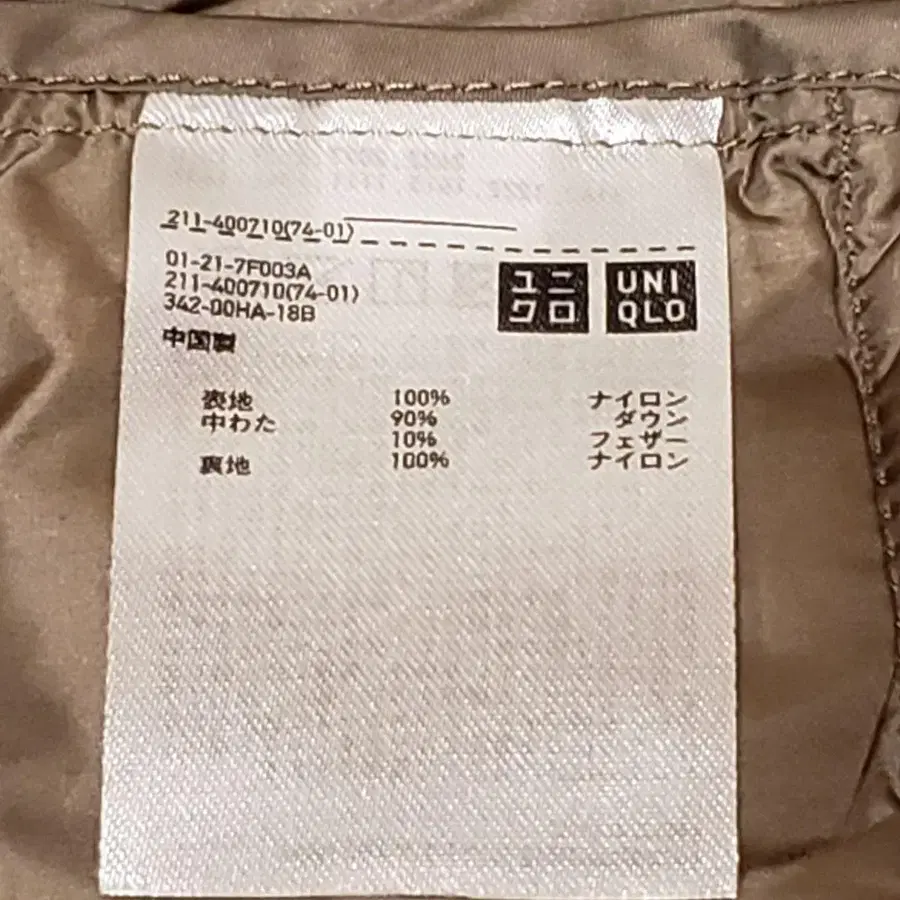 211-400710(74-01)
01-21-7F003A
211-400710(74-01)
342-00HA-18B
中国製
ユニクロ
UNIQLO
表地 100% ナイロン
中わた 90% ダウン
10% フェザー
裏地 100% ナイロン